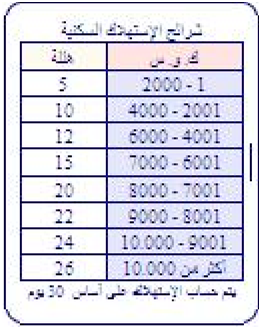 شرائح الإستهلاك السكنية
ك. و. س هللة
1 - 2000 5
2001 - 4000 10
4001 - 6000 12
6001 - 7000 15
7001 - 8000 20
8001 - 9000 22
9001 - 10.000 24
أكثر من 10.000 26
يتم حساب الإستهلاك على أساس 30 يوم